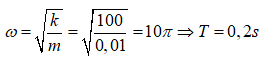 ω = √(k/m) = √(100/0,01) = 10π ⇒ T = 0,2s